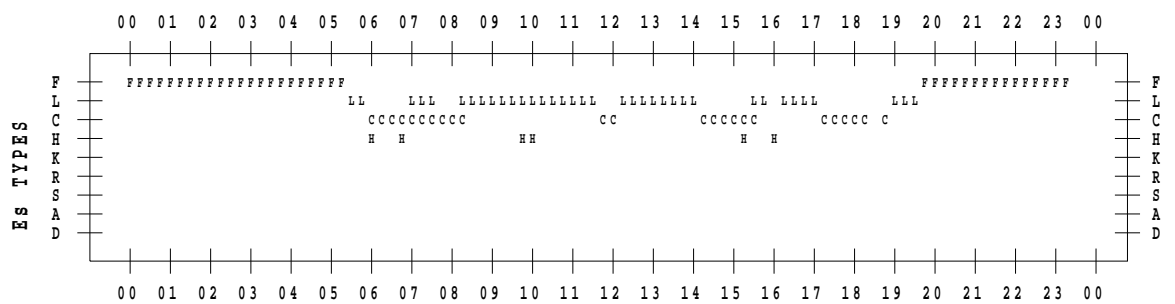 00 01 02 03 04 05 06 07 08 09 10 11 12 13 14 15 16 17 18 19 20 21 22 23 00
F FFFFFFFFFFFFFFFFFFFFFF FFFFFFFFFFFFFFF F
L LL LLL LLLLLLLLLLLLLL LLLLLLLL LL LLLL LLL L
C CCCCCCCCCC CC CCCCCC CCCCC C C
H H H HH H H H
K K
R R
S S
A A
D D
Es TYPES
00 01 02 03 04 05 06 07 08 09 10 11 12 13 14 15 16 17 18 19 20 21 22 23 00